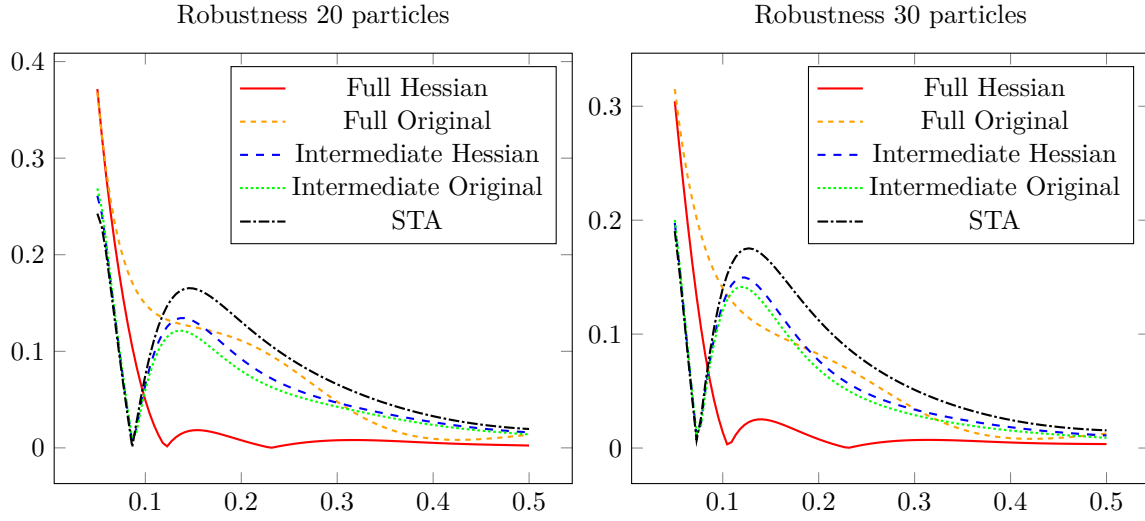 Robustness 20 particles
0.4
0.3
0.2
0.1
0
0.1 0.2 0.3 0.4 0.5
Full Hessian
Full Original
Intermediate Hessian
Intermediate Original
STA
Robustness 30 particles
0.3
0.2
0.1
0
0.1 0.2 0.3 0.4 0.5
Full Hessian
Full Original
Intermediate Hessian
Intermediate Original
STA